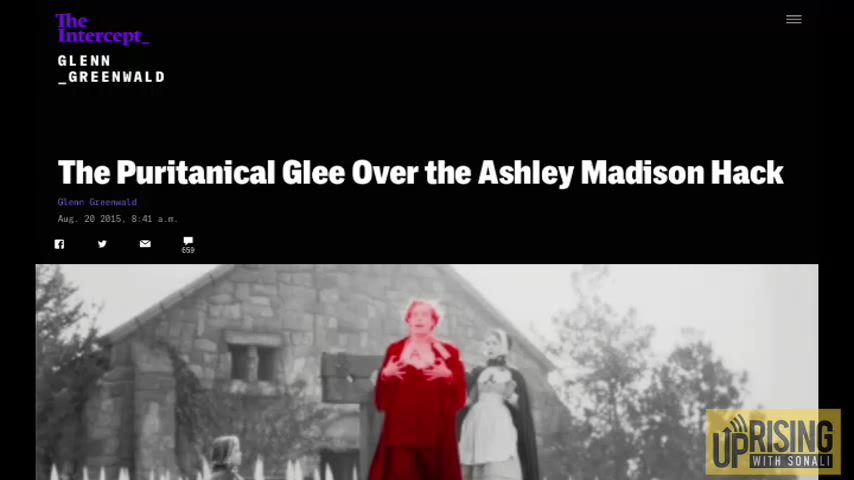 The
Intercept_
GLENN
_GREENWALD
The Puritanical Glee Over the Ashley Madison Hack
Glenn Greenwald
Aug. 20 2015, 8:41 a.m.
659
UPRISING
WITH SONALI